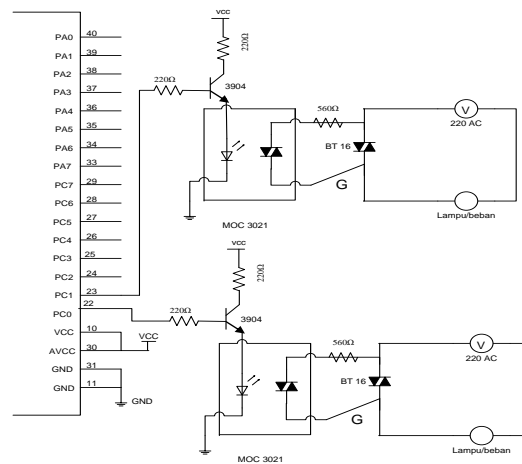 PA0 40
PA1 39
PA2 38
PA3 37
PA4 36
PA5 35
PA6 34
PA7 33
PC7 29
PC6 28
PC5 27
PC4 26
PC3 25
PC2 24
PC1 23
PC0 22
VCC 10
AVCC 30
GND 31
GND 11
VCC
GND
vcc
220Ω
220Ω
3904
560Ω
BT 16
G
V
220 AC
Lampu/beban
MOC 3021
vcc
220Ω
220Ω
3904
560Ω
BT 16
G
V
220 AC
Lampu/beban
MOC 3021